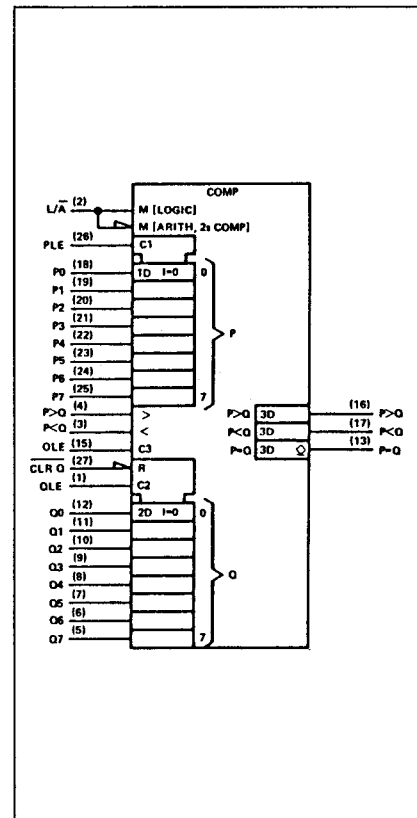 COMP
L/A̅ (2) M [LOGIC]
M [ARITH, 2s COMP]
PLE (26) C1
P0 (18) 1D I=0 0
P1 (19)
P2 (20)
P3 (21)
P4 (22)
P5 (23)
P6 (24)
P7 (25) 7
P
P>Q (4) >
P<Q (3) <
OLE (15) C3
C̅L̅R̅ ̅Q̅ (27) R
QLE (1) C2
Q0 (12) 2D I=0 0
Q1 (11)
Q2 (10)
Q3 (9)
Q4 (8)
Q5 (7)
Q6 (6)
Q7 (5) 7
Q
P>Q 3D (16) P>Q
P<Q 3D (17) P<Q
P=Q 3D ◇ (13) P=Q